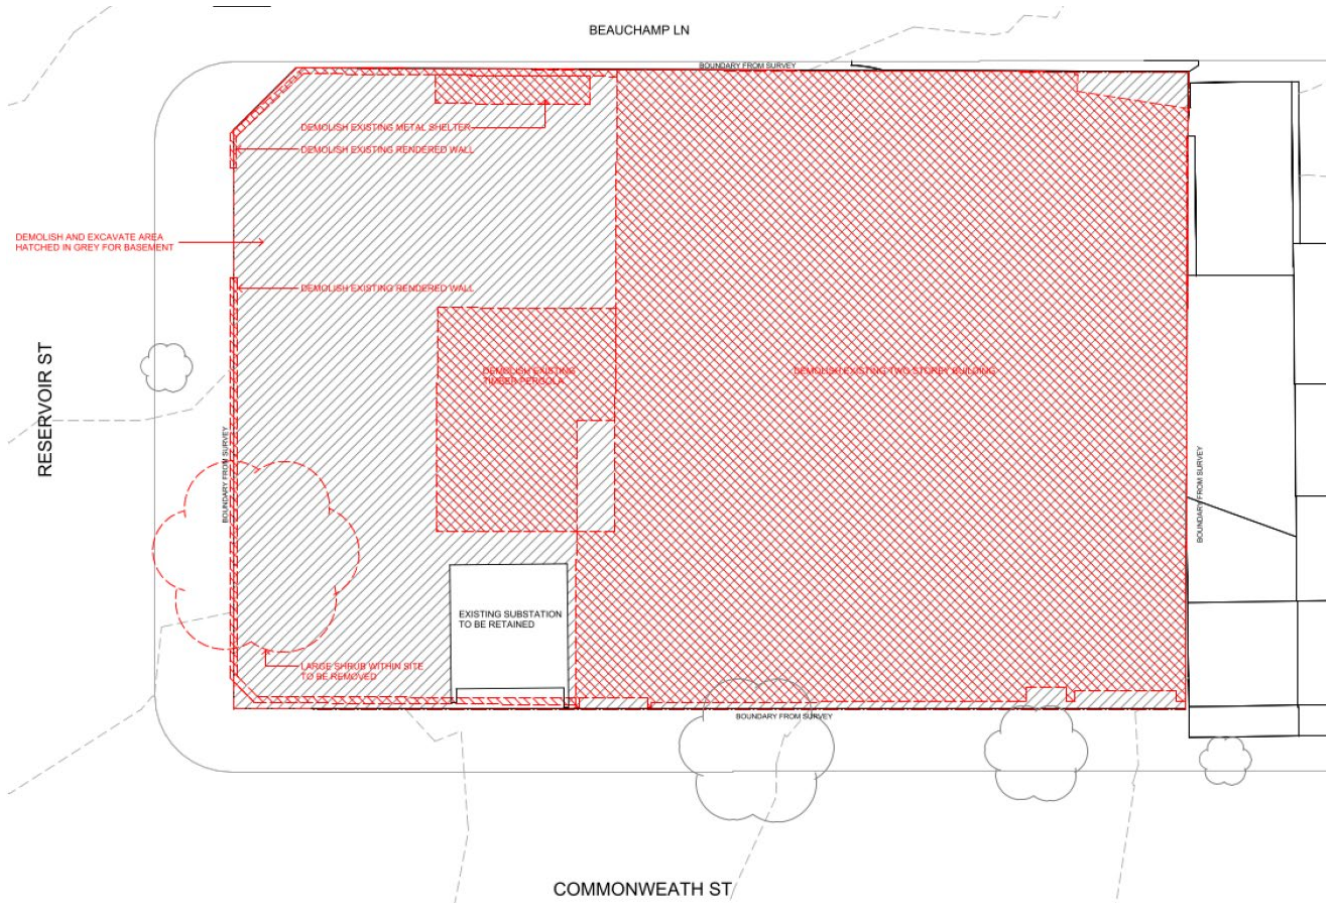 BEAUCHAMP LN
BOUNDARY FROM SURVEY
DEMOLISH EXISTING METAL SHELTER
DEMOLISH EXISTING RENDERED WALL
DEMOLISH AND EXCAVATE AREA
HATCHED IN GREY FOR BASEMENT
DEMOLISH EXISTING RENDERED WALL
RESERVOIR ST
DEMOLISH EXISTING
TIMBER PERGOLA
DEMOLISH EXISTING TWO STOREY BUILDING
BOUNDARY FROM SURVEY
BOUNDARY FROM SURVEY
EXISTING SUBSTATION
TO BE RETAINED
LARGE SHRUB WITHIN SITE
TO BE REMOVED
BOUNDARY FROM SURVEY
COMMONWEATH ST